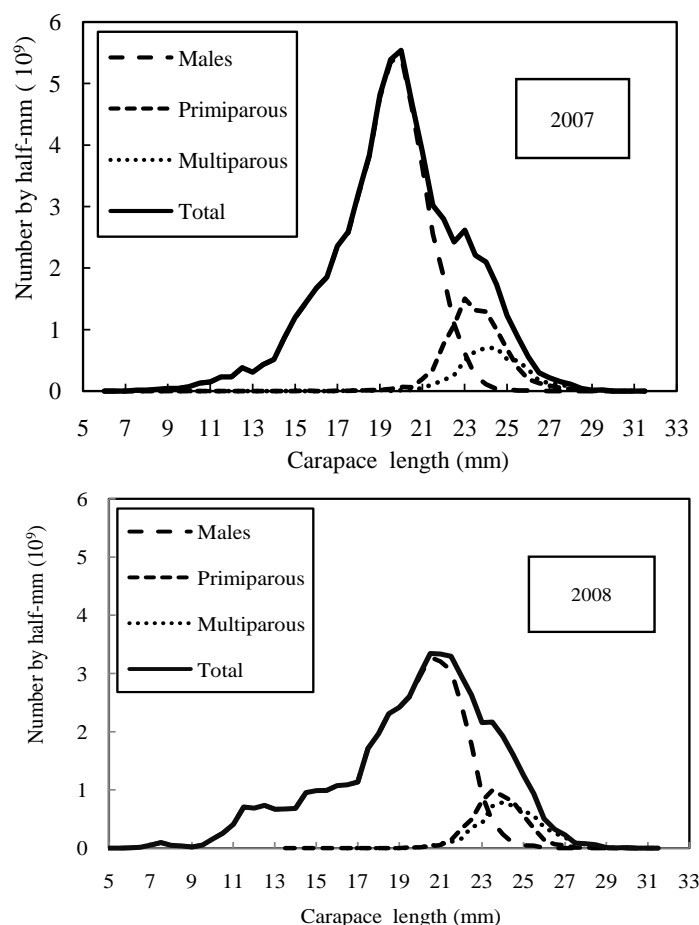 6
5
4
3
2
1
0
Number by half-mm ( 10⁹)
Males
Primiparous
Multiparous
Total
2007
5 7 9 11 13 15 17 19 21 23 25 27 29 31 33
Carapace length (mm)
6
5
4
3
2
1
0
Number by half-mm (10⁹)
Males
Primiparous
Multiparous
Total
2008
5 7 9 11 13 15 17 19 21 23 25 27 29 31 33
Carapace length (mm)